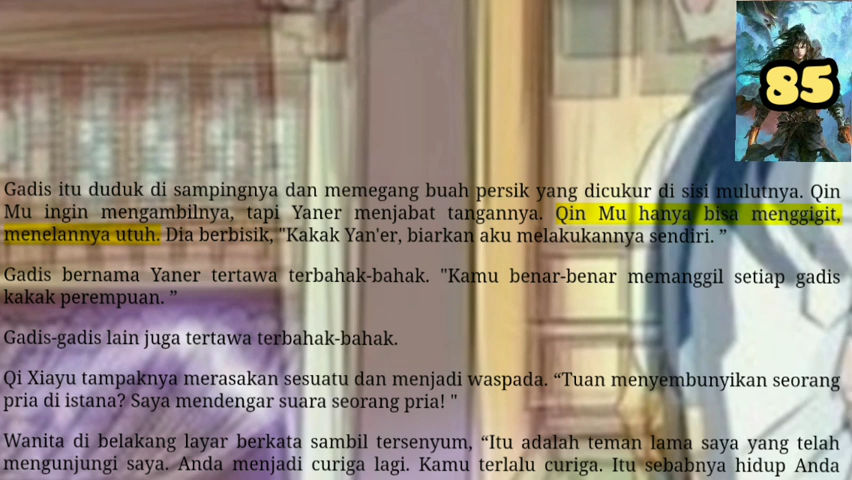 85
Gadis itu duduk di sampingnya dan memegang buah persik yang dicukur di sisi mulutnya. Qin
Mu ingin mengambilnya, tapi Yaner menjabat tangannya. Qin Mu hanya bisa menggigit,
menelannya utuh. Dia berbisik, "Kakak Yan'er, biarkan aku melakukannya sendiri. ”
Gadis bernama Yaner tertawa terbahak-bahak. "Kamu benar-benar memanggil setiap gadis
kakak perempuan. ”
Gadis-gadis lain juga tertawa terbahak-bahak.
Qi Xiayu tampaknya merasakan sesuatu dan menjadi waspada. “Tuan menyembunyikan seorang
pria di istana? Saya mendengar suara seorang pria! "
Wanita di belakang layar berkata sambil tersenyum, “Itu adalah teman lama saya yang telah
mengunjungi saya. Anda menjadi curiga lagi. Kamu terlalu curiga. Itu sebabnya hidup Anda